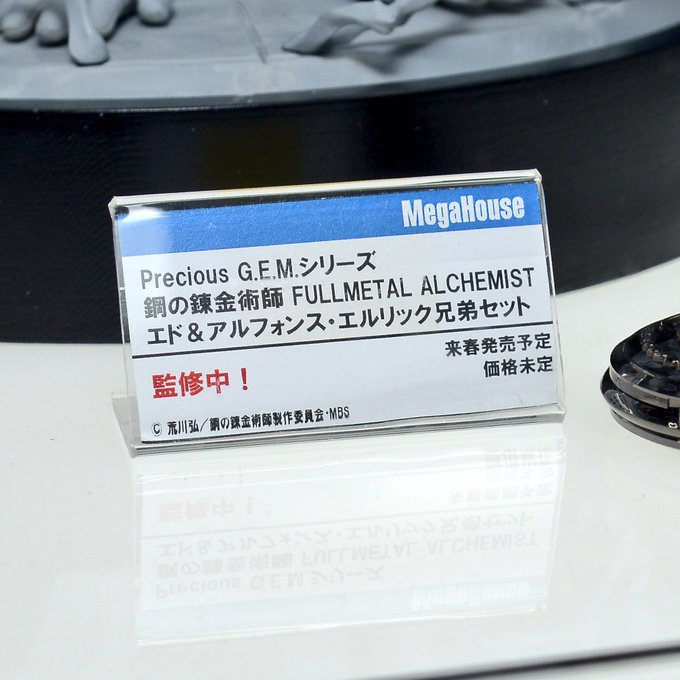 MegaHouse
Precious G.E.M.シリーズ
鋼の錬金術師 FULLMETAL ALCHEMIST
エド&アルフォンス・エルリック兄弟セット
来春発売予定
価格未定
監修中！
© 荒川弘／鋼の錬金術師製作委員会・MBS